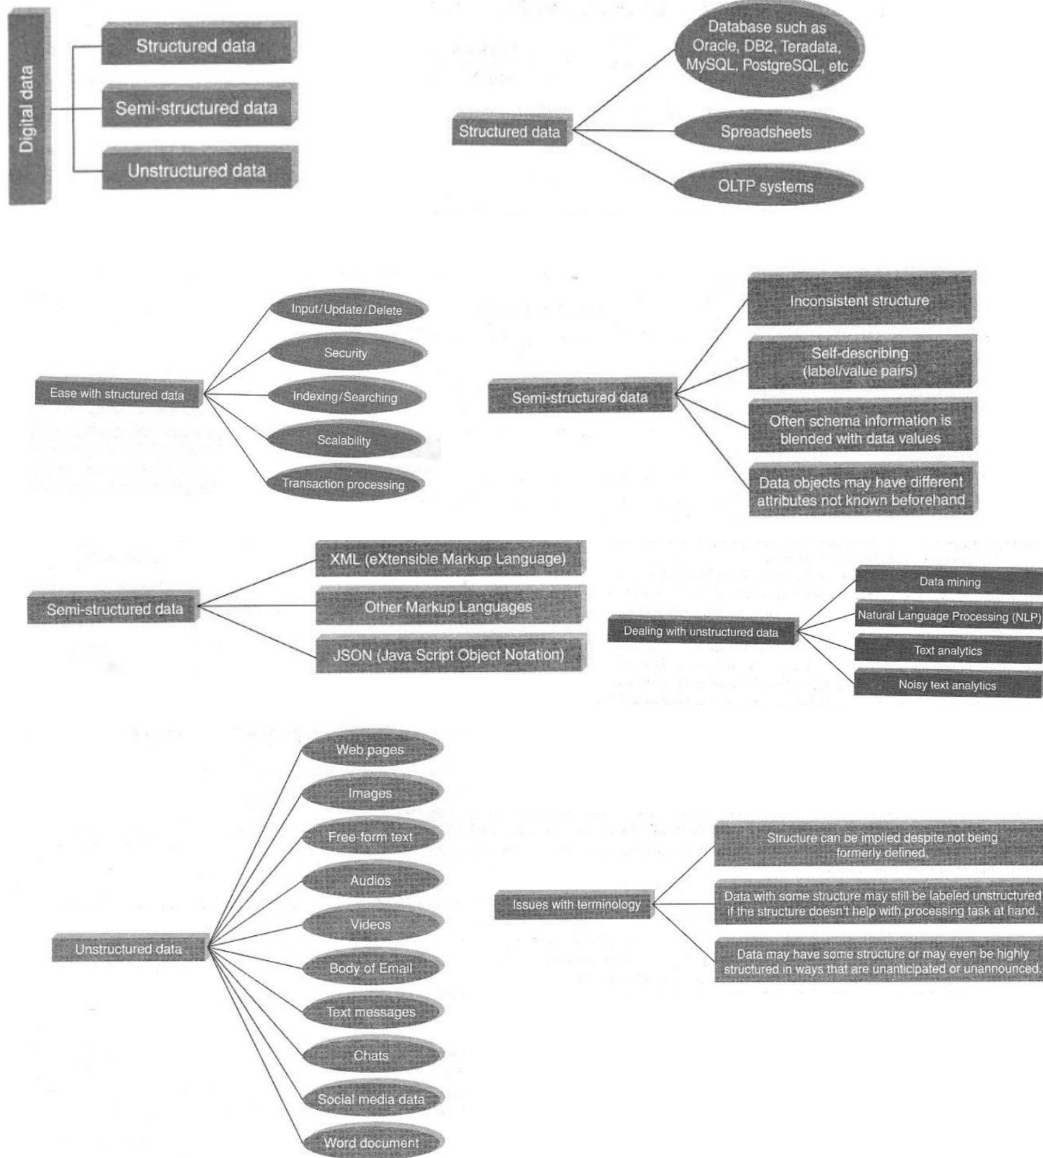 Digital data
Structured data
Semi-structured data
Unstructured data
Structured data
Database such as
Oracle, DB2, Teradata,
MySQL, PostgreSQL, etc
Spreadsheets
OLTP systems
Ease with structured data
Input/Update/Delete
Security
Indexing/Searching
Scalability
Transaction processing
Semi-structured data
Inconsistent structure
Self-describing
(label/value pairs)
Often schema information is
blended with data values
Data objects may have different
attributes not known beforehand
Semi-structured data
XML (eXtensible Markup Language)
Other Markup Languages
JSON (Java Script Object Notation)
Dealing with unstructured data
Data mining
Natural Language Processing (NLP)
Text analytics
Noisy text analytics
Unstructured data
Web pages
Images
Free-form text
Audios
Videos
Body of Email
Text messages
Chats
Social media data
Word document
Issues with terminology
Structure can be implied despite not being
formerly defined.
Data with some structure may still be labeled unstructured
if the structure doesn't help with processing task at hand.
Data may have some structure or may even be highly
structured in ways that are unanticipated or unannounced.